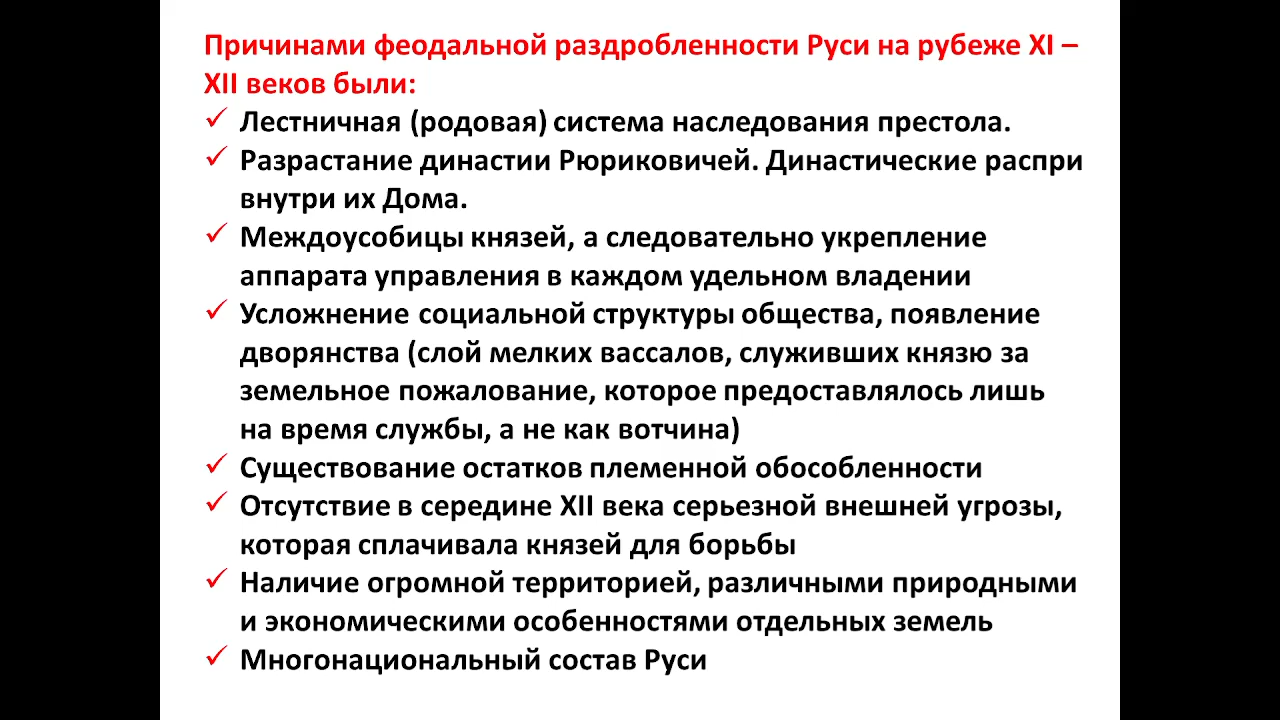 Причинами феодальной раздробленности Руси на рубеже XI –
XII веков были:
✓ Лестничная (родовая) система наследования престола.
✓ Разрастание династии Рюриковичей. Династические распри
внутри их Дома.
✓ Междоусобицы князей, а следовательно укрепление
аппарата управления в каждом удельном владении
✓ Усложнение социальной структуры общества, появление
дворянства (слой мелких вассалов, служивших князю за
земельное пожалование, которое предоставлялось лишь
на время службы, а не как вотчина)
✓ Существование остатков племенной обособленности
✓ Отсутствие в середине XII века серьезной внешней угрозы,
которая сплачивала князей для борьбы
✓ Наличие огромной территорией, различными природными
и экономическими особенностями отдельных земель
✓ Многонациональный состав Руси